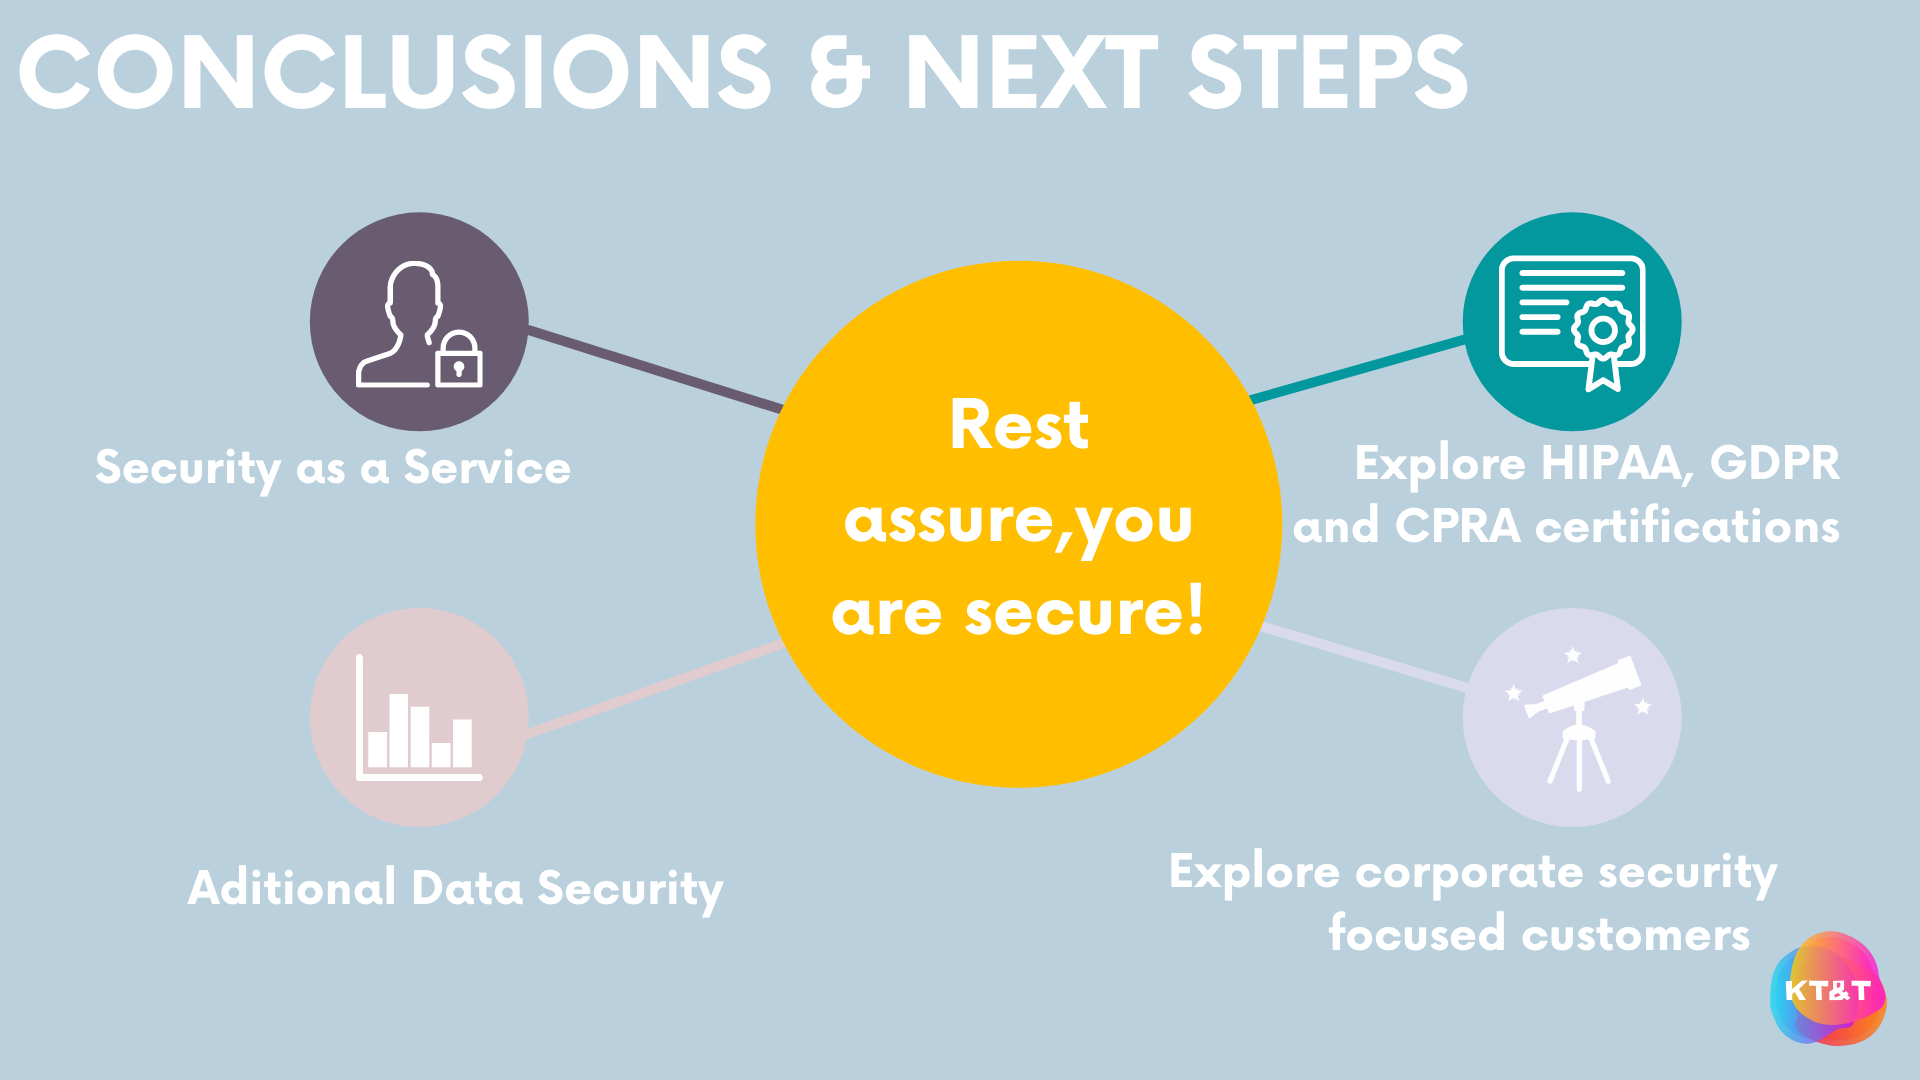 CONCLUSIONS & NEXT STEPS
Security as a Service
Rest
assure,you
are secure!
Explore HIPAA, GDPR
and CPRA certifications
Aditional Data Security
Explore corporate security
focused customers
KT&T